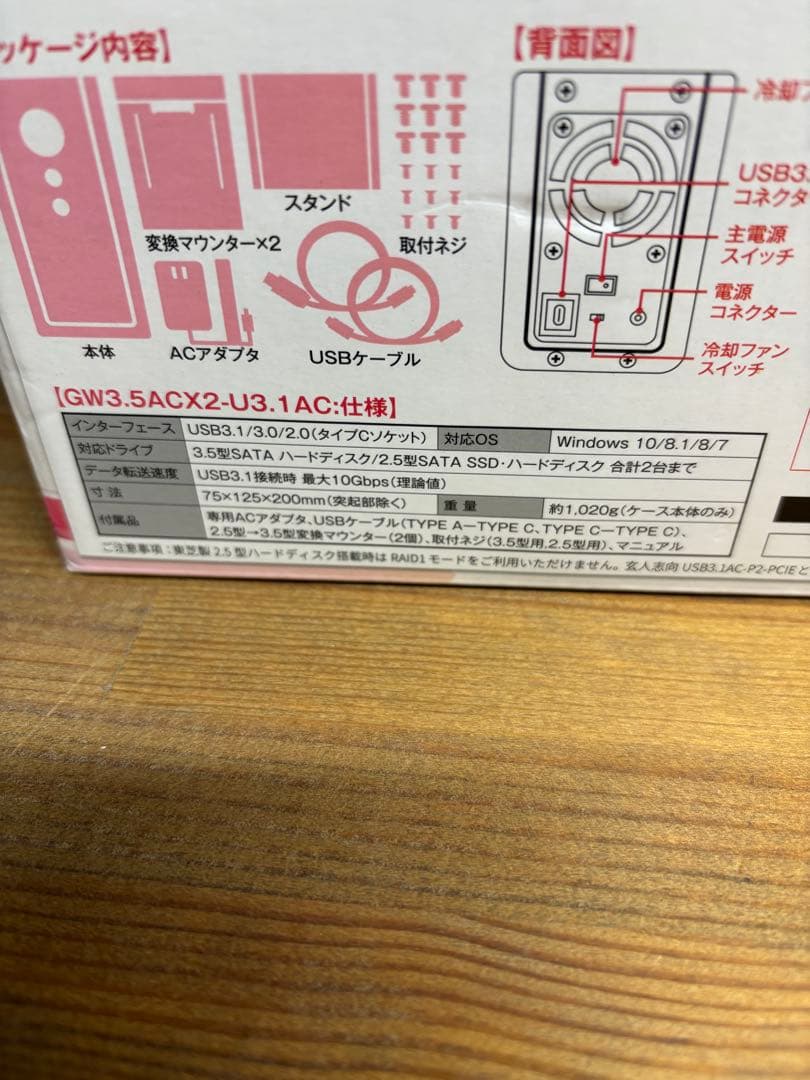 ッケージ内容】
【背面図】
冷却フ
USB3.
コネクタ
主電源
スイッチ
電源
コネクター
冷却ファン
スイッチ
スタンド
変換マウンター×2
取付ネジ
本体
ACアダプタ
USBケーブル
【GW3.5ACX2-U3.1AC:仕様】
インターフェース USB3.1/3.0/2.0(タイプCソケット) 対応OS Windows 10/8.1/8/7
対応ドライブ 3.5型SATA ハードディスク/2.5型SATA SSD・ハードディスク 合計2台まで
データ転送速度 USB3.1接続時 最大10Gbps(理論値)
寸法 75×125×200mm(突起部除く) 重量 約1,020g(ケース本体のみ)
付属品 専用ACアダプタ、USBケーブル(TYPE A−TYPE C、TYPE C−TYPE C)、
2.5型→3.5型変換マウンター(2個)、取付ネジ(3.5型用、2.5型用)、マニュアル
ご注意事項：東芝製 2.5 型ハードディスク搭載時は RAID1 モードをご利用いただけません。玄人志向 USB3.1AC-P2-PCIE と